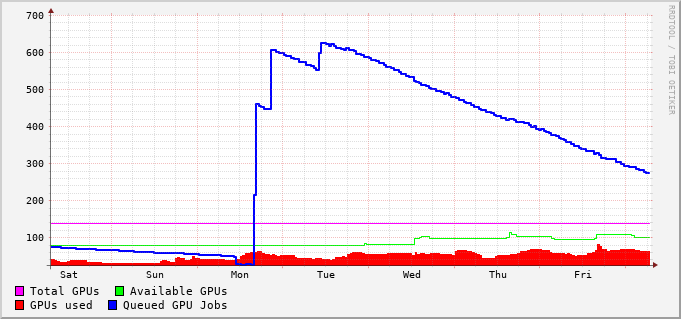 700
600
500
400
300
200
100
Sat Sun Mon Tue Wed Thu Fri
Total GPUs Available GPUs
GPUs used Queued GPU Jobs
RRDTOOL / TOBI OETIKER